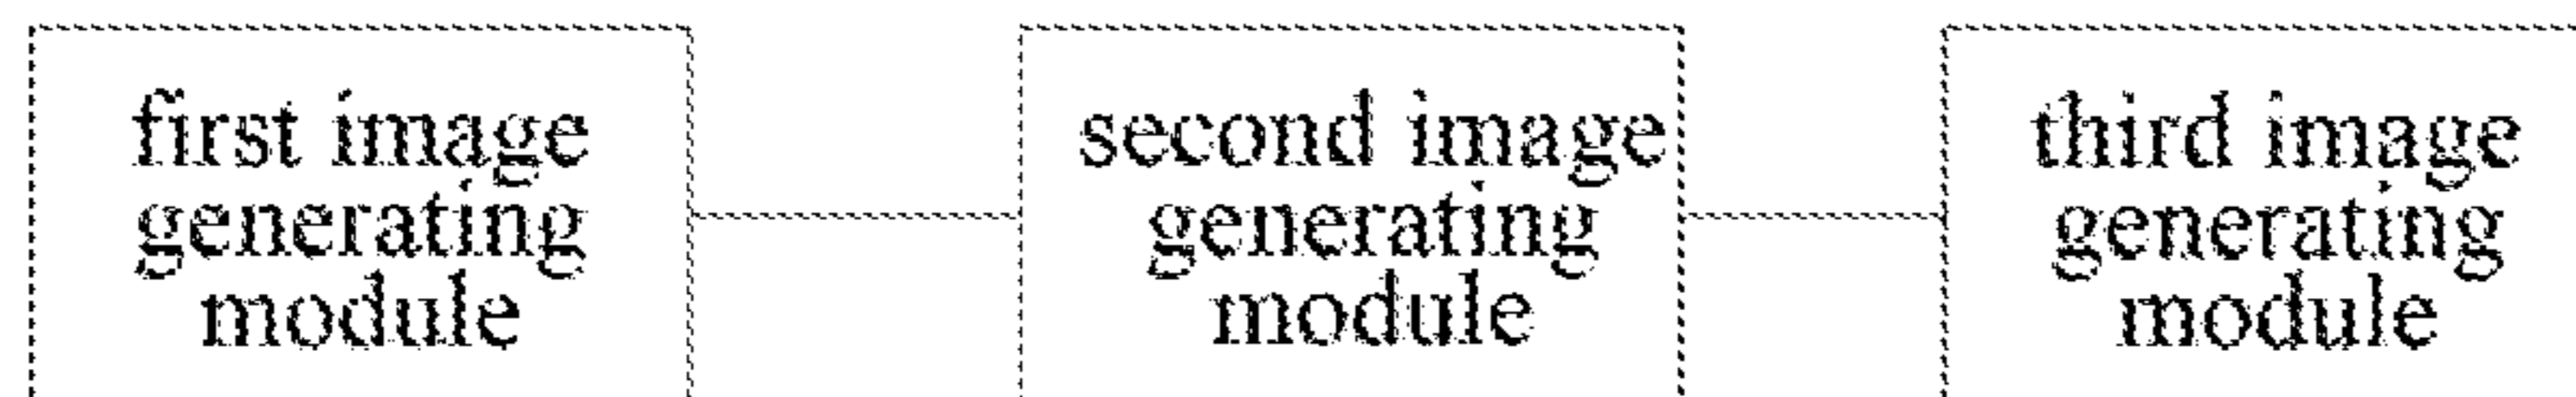 first image
generating
module
second image
generating
module
third image
generating
module